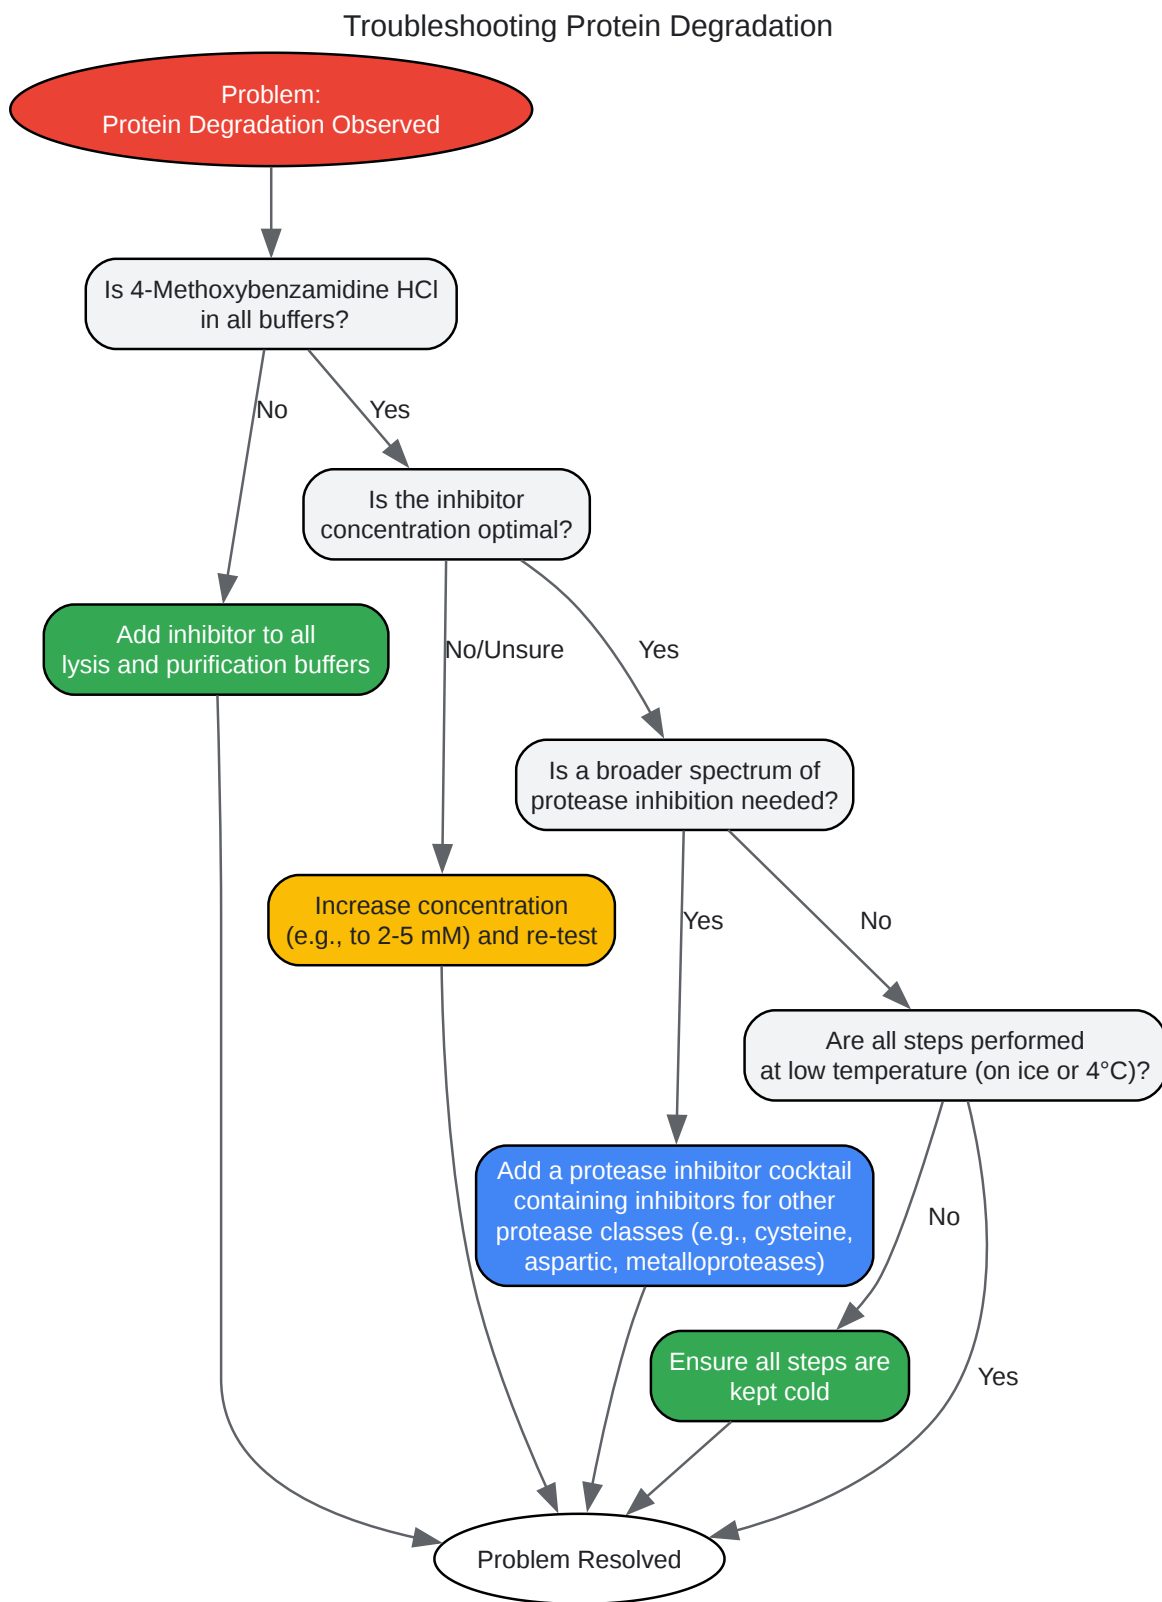 Troubleshooting Protein Degradation
Problem:
Protein Degradation Observed
Is 4-Methoxybenzamidine HCl
in all buffers?
No
Yes
Is the inhibitor
concentration optimal?
Add inhibitor to all
lysis and purification buffers
No/Unsure
Yes
Is a broader spectrum of
protease inhibition needed?
Increase concentration
(e.g., to 2-5 mM) and re-test
Yes
No
Are all steps performed
at low temperature (on ice or 4°C)?
Add a protease inhibitor cocktail
containing inhibitors for other
protease classes (e.g., cysteine,
aspartic, metalloproteases)
No
Ensure all steps are
kept cold
Yes
Problem Resolved